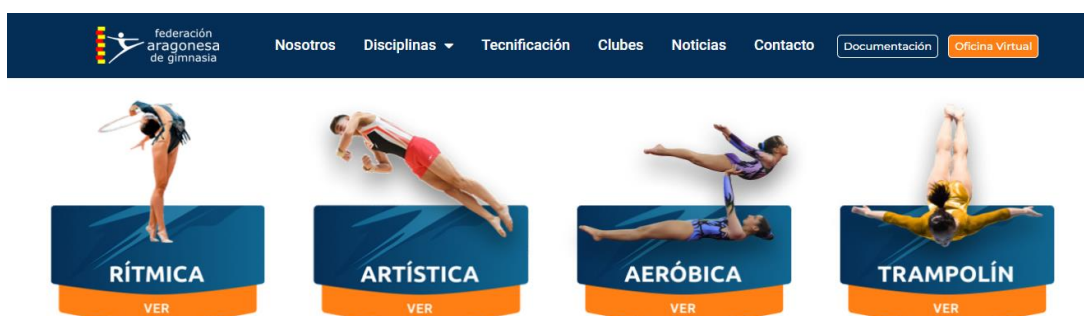 federación
aragonesa
de gimnasia
Nosotros Disciplinas Tecnificación Clubes Noticias Contacto Documentación Oficina Virtual
RÍTMICA ARTÍSTICA AERÓBICA TRAMPOLÍN
VER VER VER VER